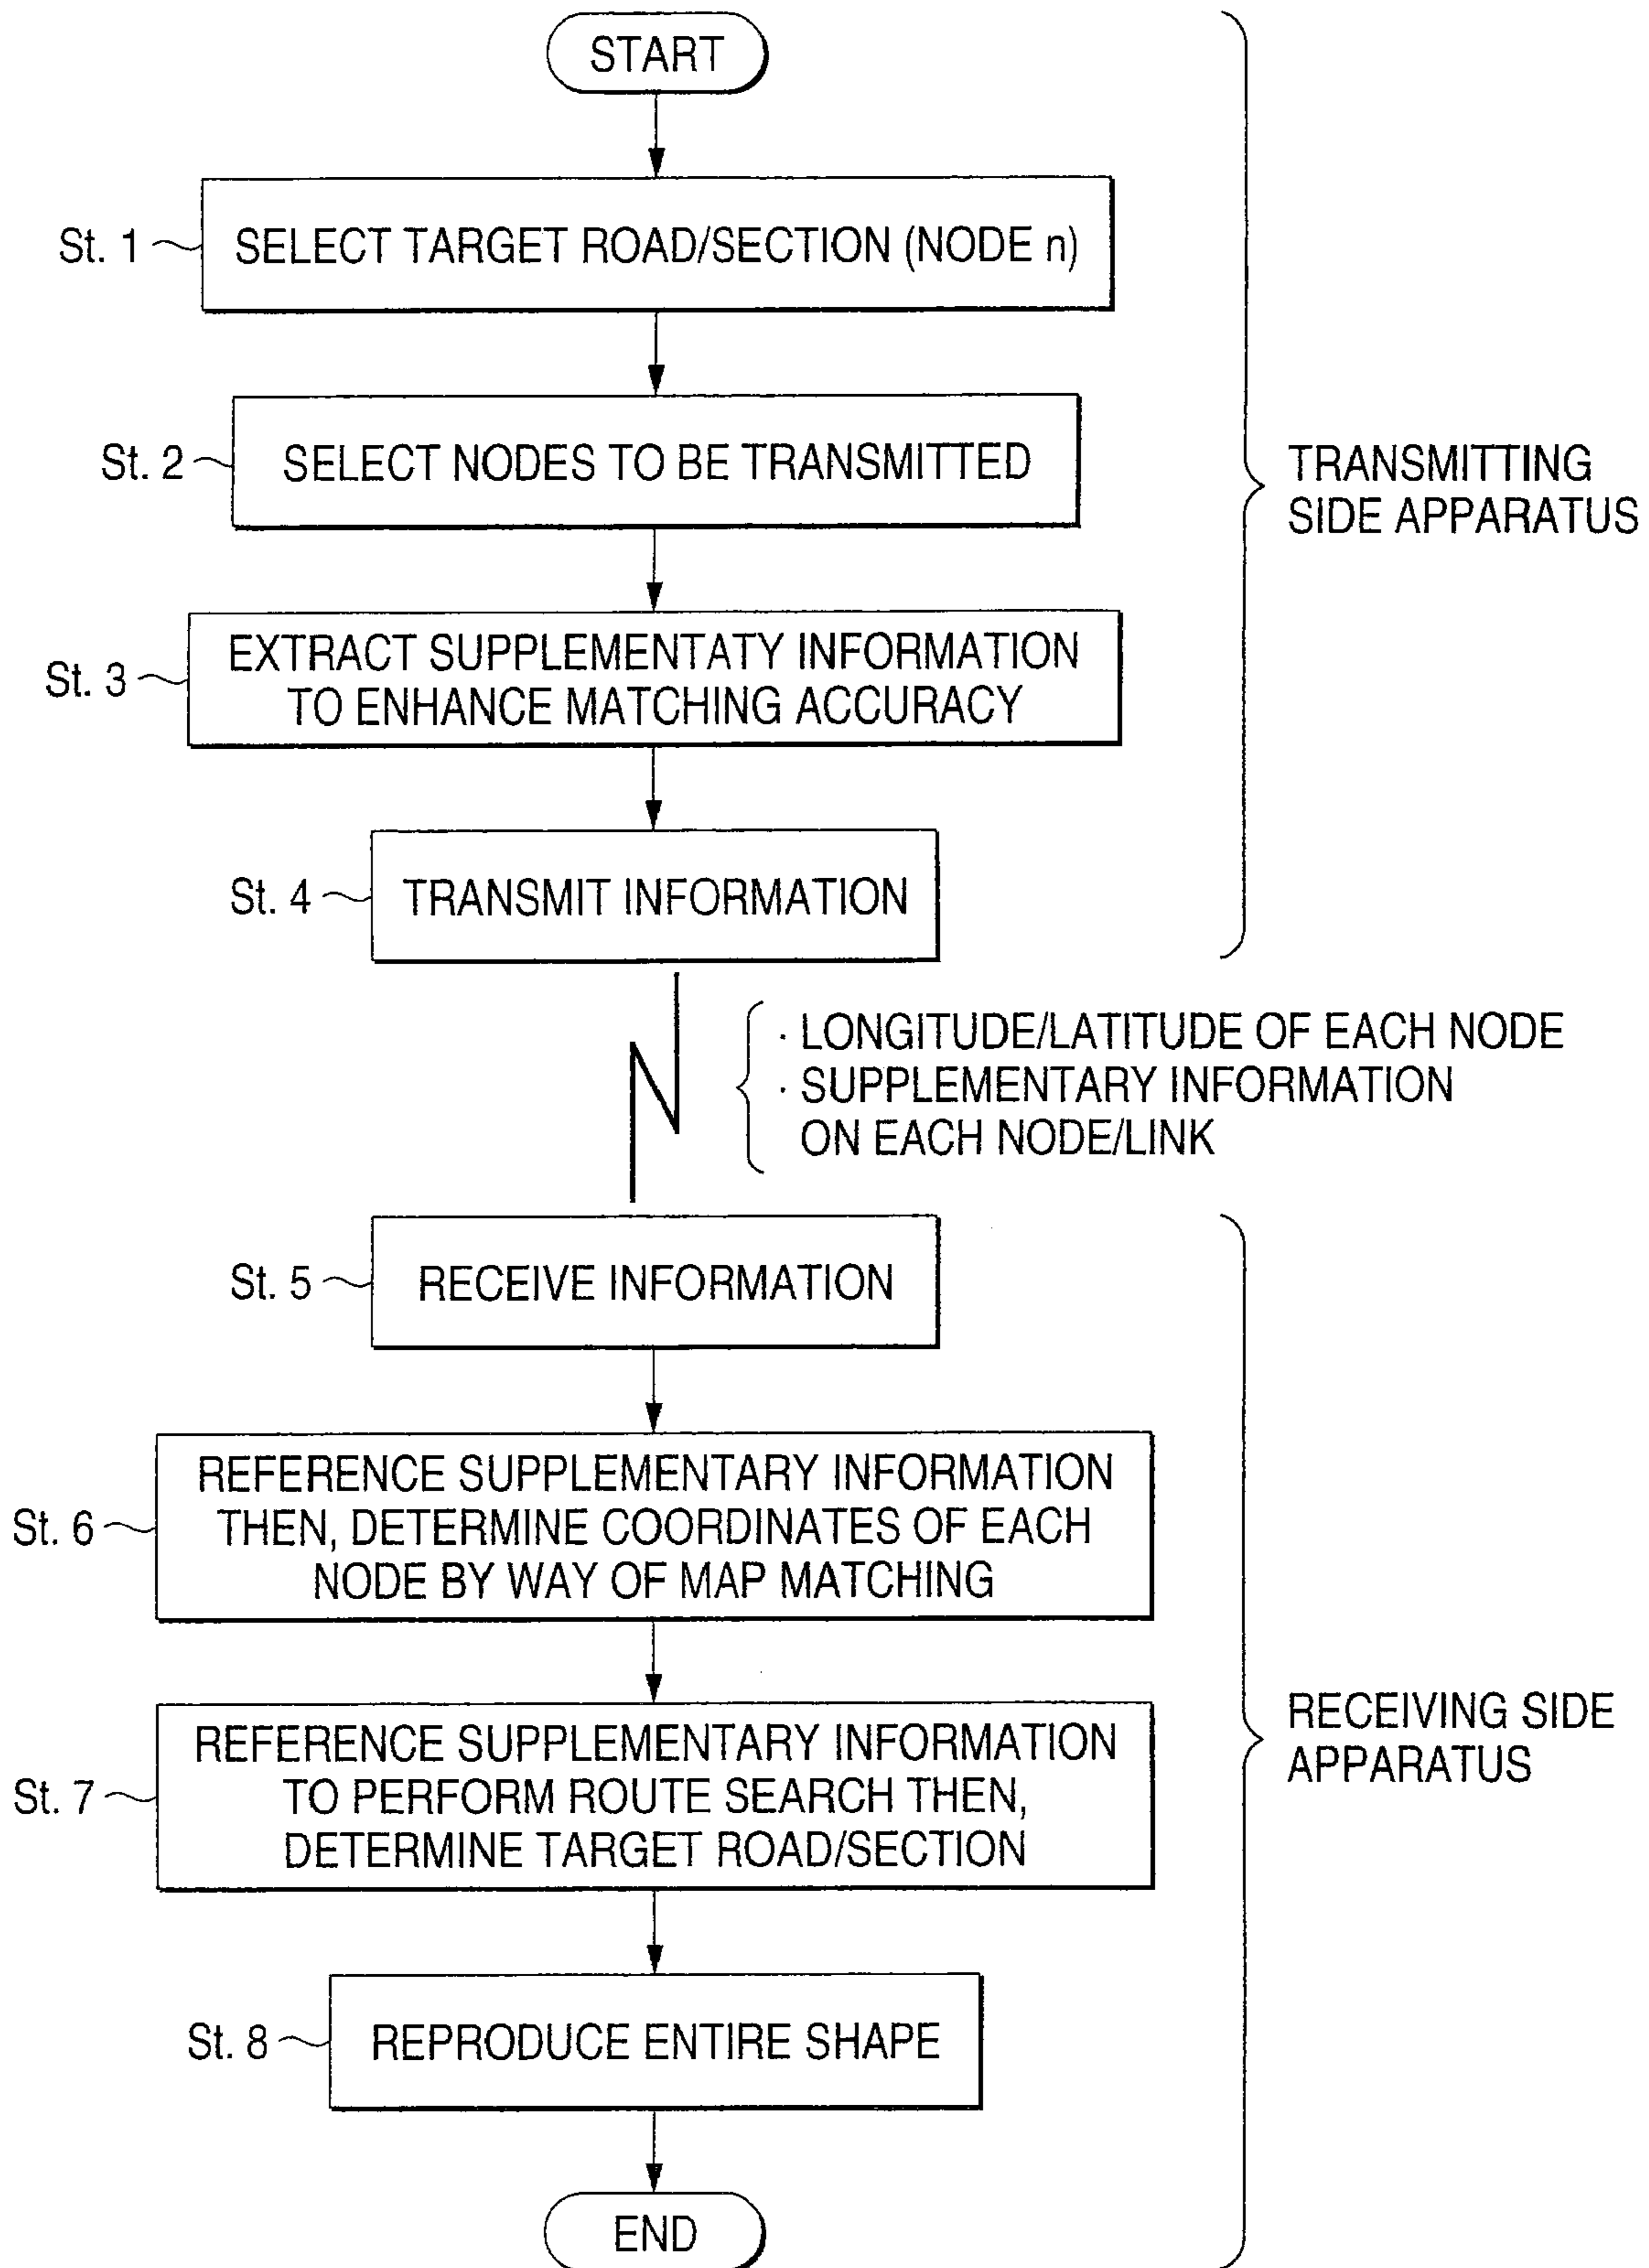 START
St. 1
SELECT TARGET ROAD/SECTION (NODE n)
St. 2
SELECT NODES TO BE TRANSMITTED
TRANSMITTING
SIDE APPARATUS
St. 3
EXTRACT SUPPLEMENTATY INFORMATION
TO ENHANCE MATCHING ACCURACY
St. 4
TRANSMIT INFORMATION
· LONGITUDE/LATITUDE OF EACH NODE
· SUPPLEMENTARY INFORMATION
ON EACH NODE/LINK
St. 5
RECEIVE INFORMATION
St. 6
REFERENCE SUPPLEMENTARY INFORMATION
THEN, DETERMINE COORDINATES OF EACH
NODE BY WAY OF MAP MATCHING
St. 7
REFERENCE SUPPLEMENTARY INFORMATION
TO PERFORM ROUTE SEARCH THEN,
DETERMINE TARGET ROAD/SECTION
RECEIVING SIDE
APPARATUS
St. 8
REPRODUCE ENTIRE SHAPE
END